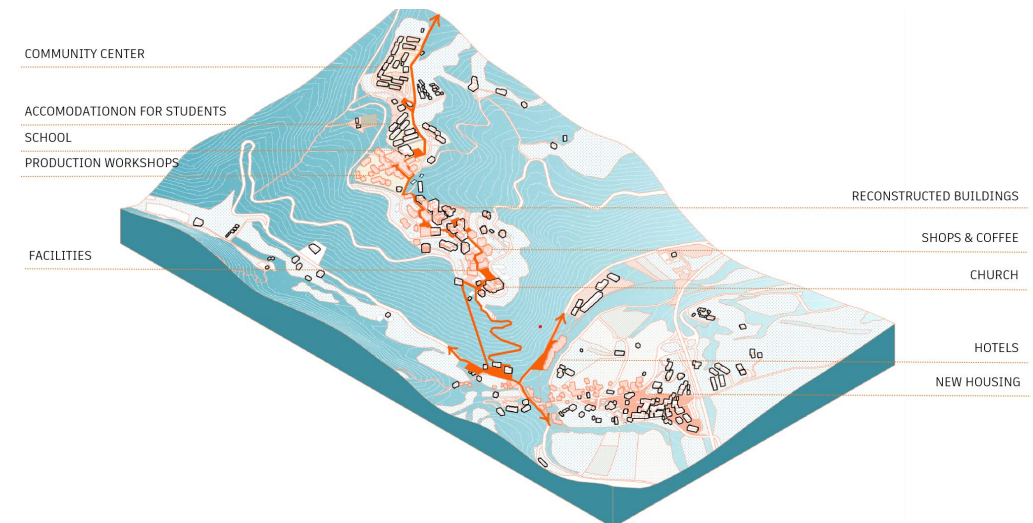 COMMUNITY CENTER
ACCOMODATIONON FOR STUDENTS
SCHOOL
PRODUCTION WORKSHOPS
FACILITIES
RECONSTRUCTED BUILDINGS
SHOPS & COFFEE
CHURCH
HOTELS
NEW HOUSING